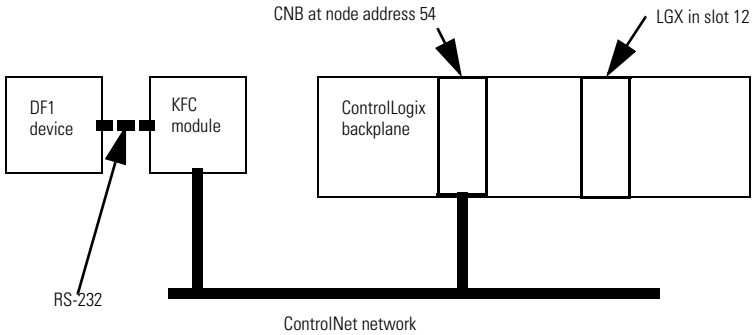 CNB at node address 54
LGX in slot 12
DF1
device
KFC
module
ControlLogix
backplane
RS-232
ControlNet network